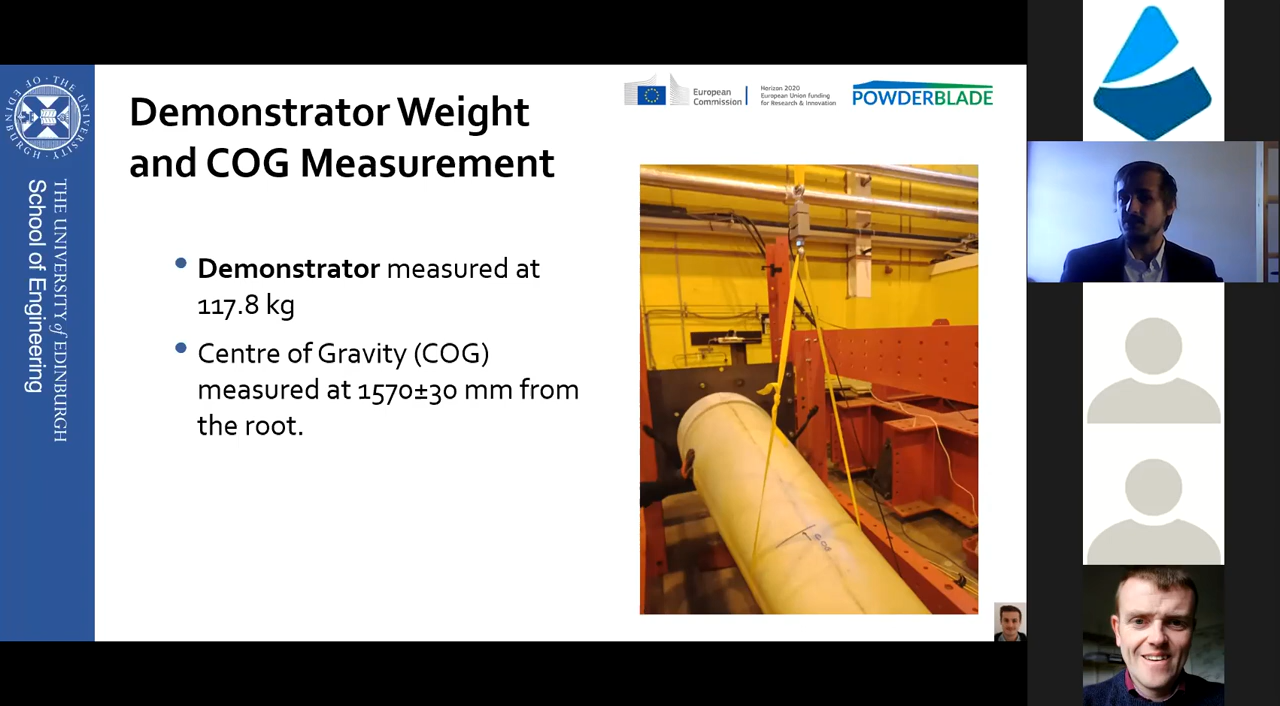 Demonstrator Weight
and COG Measurement
Demonstrator measured at
117.8 kg
Centre of Gravity (COG)
measured at 1570±30 mm from
the root.
European
Commission
Horizon 2020
European Union funding
for Research & Innovation
POWDERBLADE
THE UNIVERSITY of EDINBURGH
School of Engineering
THE UNIVERSITY OF EDINBURGH
COG